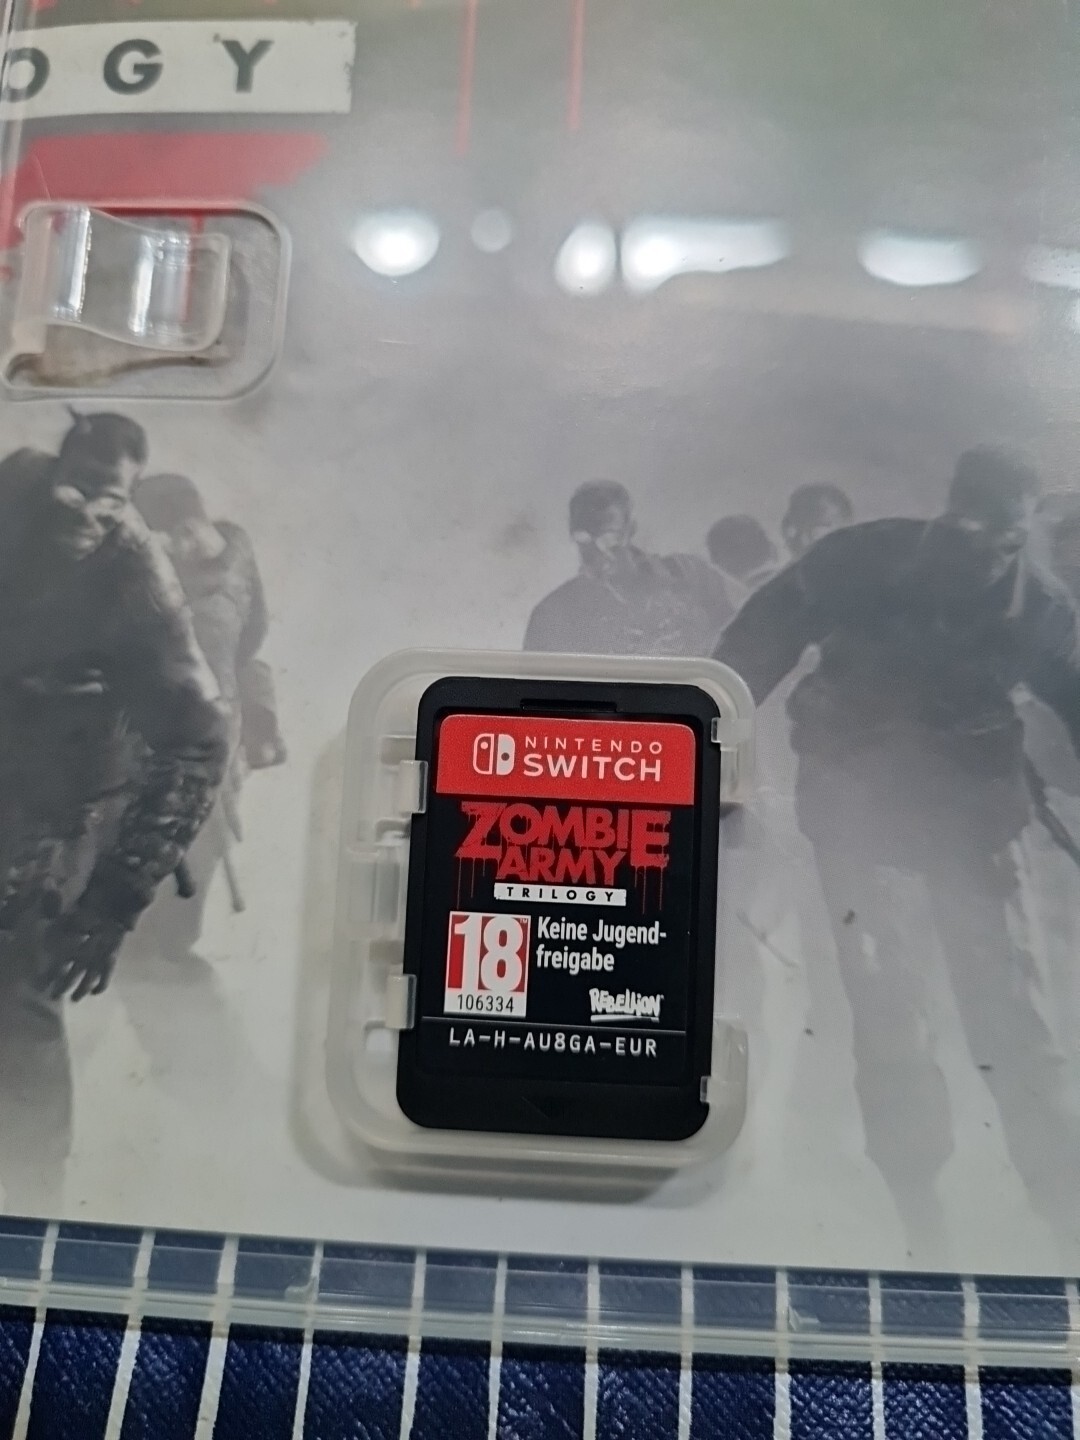 OGY
NINTENDO
SWITCH
ZOMBIE
ARMY
TRILOGY
18
106334
Keine Jugend-
freigabe
REBELLION
LA-H-AU8GA-EUR